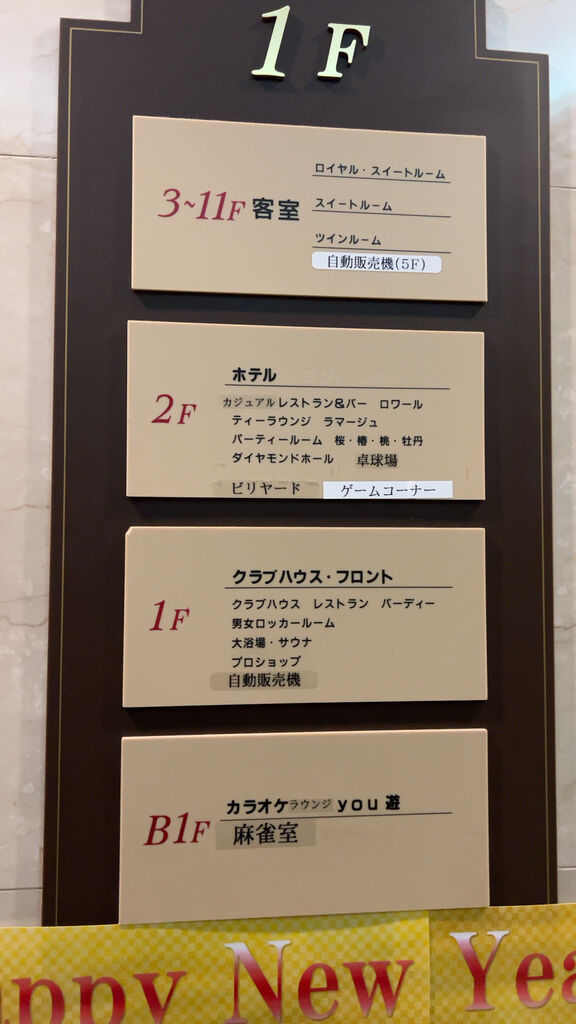 1F
3~11F 客室
ロイヤル・スイートルーム
スイートルーム
ツインルーム
自動販売機(5F)
2F
ホテル
カジュアルレストラン&バー ロワール
ティーラウンジ ラマージュ
パーティールーム 桜・椿・桃・牡丹
ダイヤモンドホール 卓球場
ビリヤード ゲームコーナー
1F
クラブハウス・フロント
クラブハウス レストラン バーディー
男女ロッカールーム
大浴場・サウナ
プロショップ
自動販売機
B1F
カラオケラウンジ you遊
麻雀室
appy New Yea